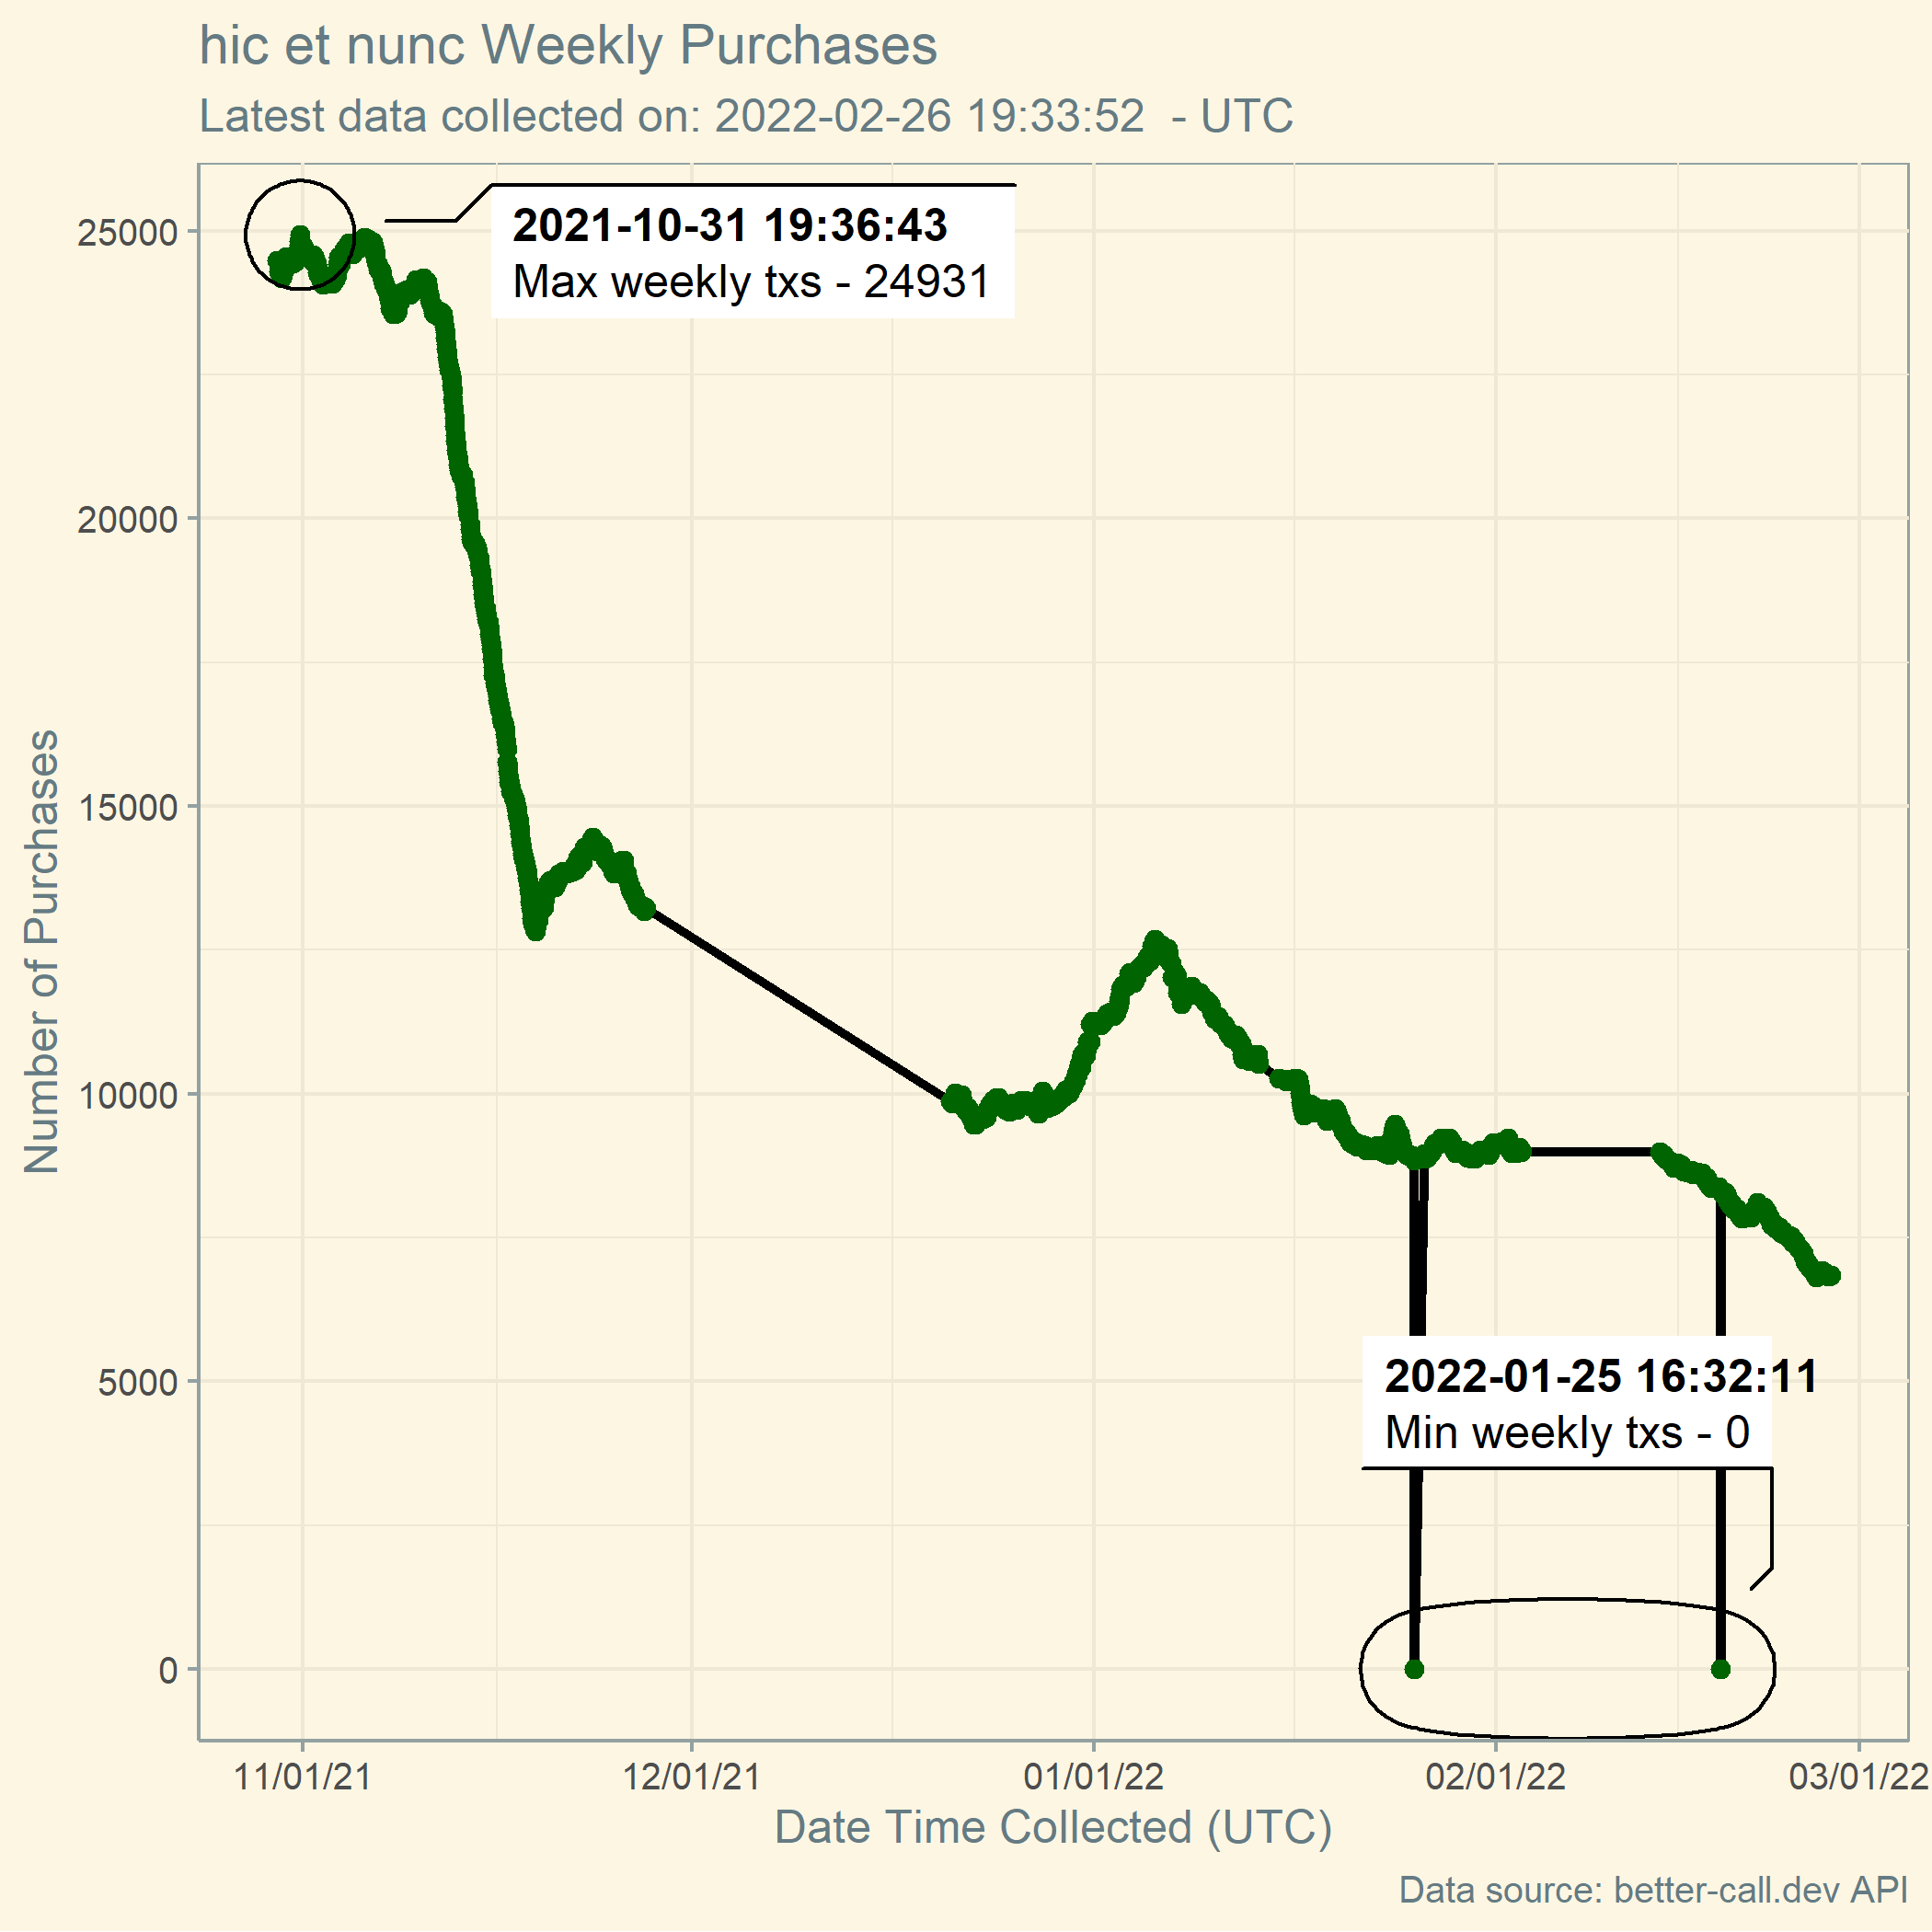 hic et nunc Weekly Purchases
Latest data collected on: 2022-02-26 19:33:52  - UTC
2021-10-31 19:36:43
Max weekly txs - 24931
25000
20000
15000
10000
5000
0
Number of Purchases
2022-01-25 16:32:11
Min weekly txs - 0
11/01/21
12/01/21
01/01/22
02/01/22
03/01/22
Date Time Collected (UTC)
Data source: better-call.dev API